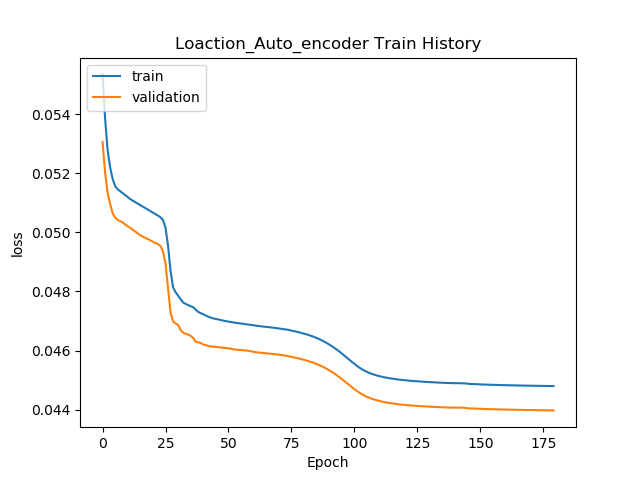 Loaction_Auto_encoder Train History
train
validation
0.054
0.052
0.050
0.048
0.046
0.044
loss
0 25 50 75 100 125 150 175
Epoch